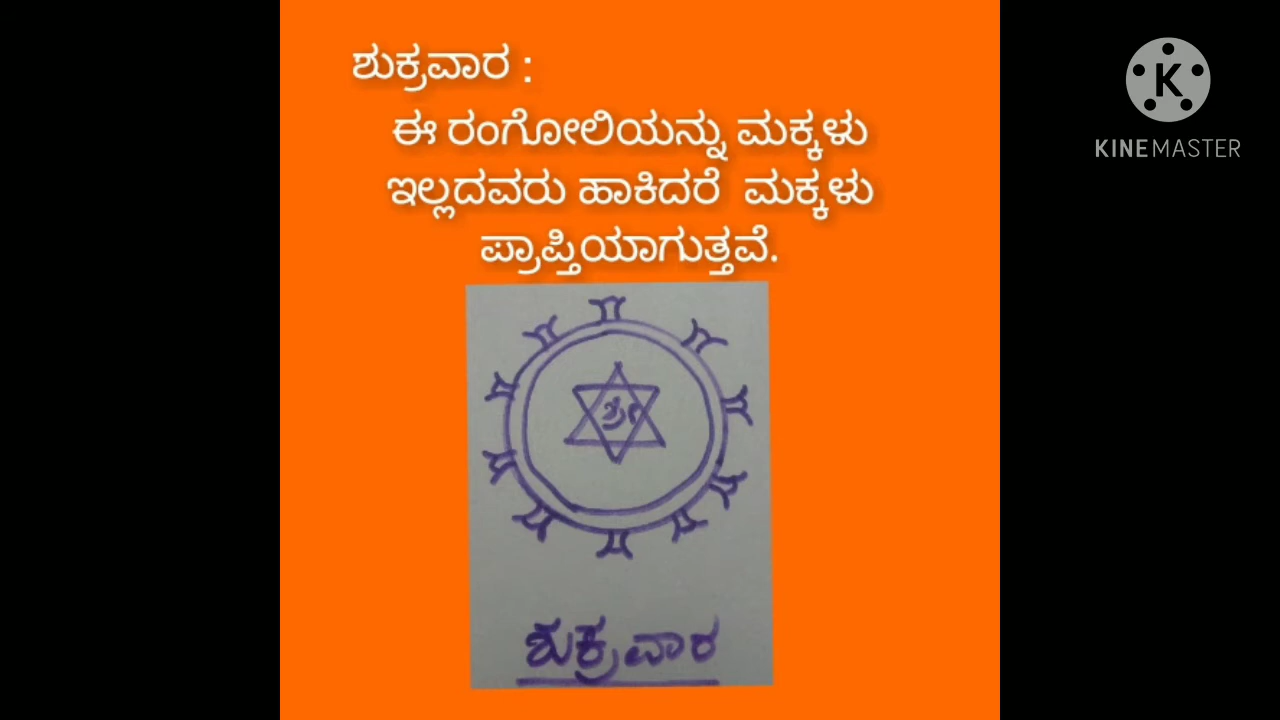 ಶುಕ್ರವಾರ :
ಈ ರಂಗೋಲಿಯನ್ನು ಮಕ್ಕಳು
ಇಲ್ಲದವರು ಹಾಕಿದರೆ ಮಕ್ಕಳು
ಪ್ರಾಪ್ತಿಯಾಗುತ್ತವೆ.
ಶ್ರೀ
ಶುಕ್ರವಾರ
K
KINEMASTER